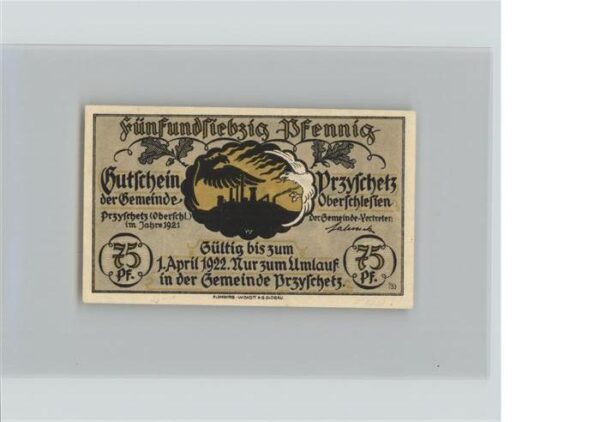 Fünfundsiebzig Pfennig
Gutschein
der Gemeinde
Przyschetz (Oberschl.)
im Jahre 1921
Przyschetz
Oberschlesien
Der Gemeinde-Vertreter:
75
Pf.
Gültig bis zum
1. April 1922. Nur zum Umlauf
in der Gemeinde Przyschetz.
75
Pf.